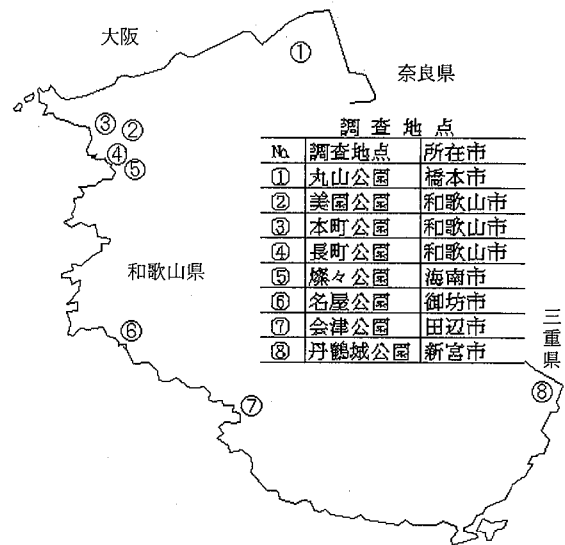 大阪
①
奈良県
③ ②
④
⑤
調査地点
№ 調査地点 所在市
① 丸山公園 橋本市
② 美園公園 和歌山市
③ 本町公園 和歌山市
④ 長町公園 和歌山市
⑤ 燦々公園 海南市
⑥ 名屋公園 御坊市
⑦ 会津公園 田辺市
⑧ 丹鶴城公園 新宮市
和歌山県
三重県
⑥
⑧
⑦